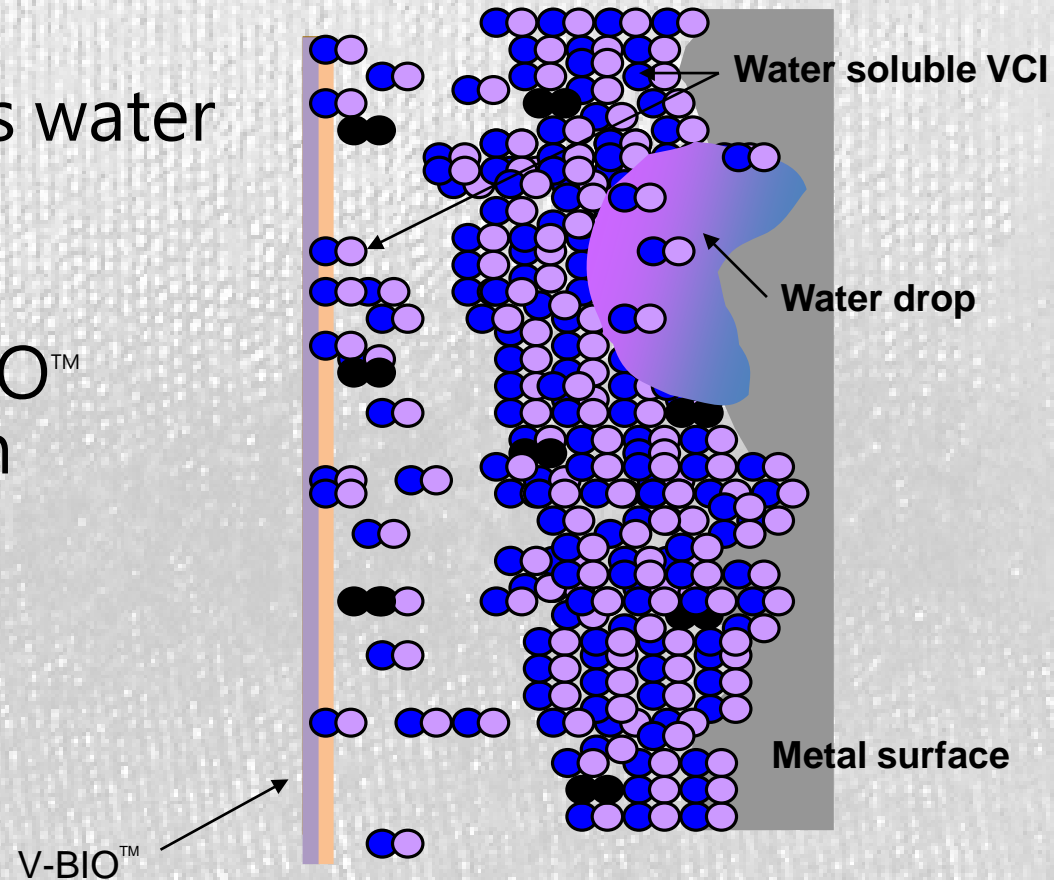 s water
O™
n
V-BIO™
Water soluble VCI
Water drop
Metal surface